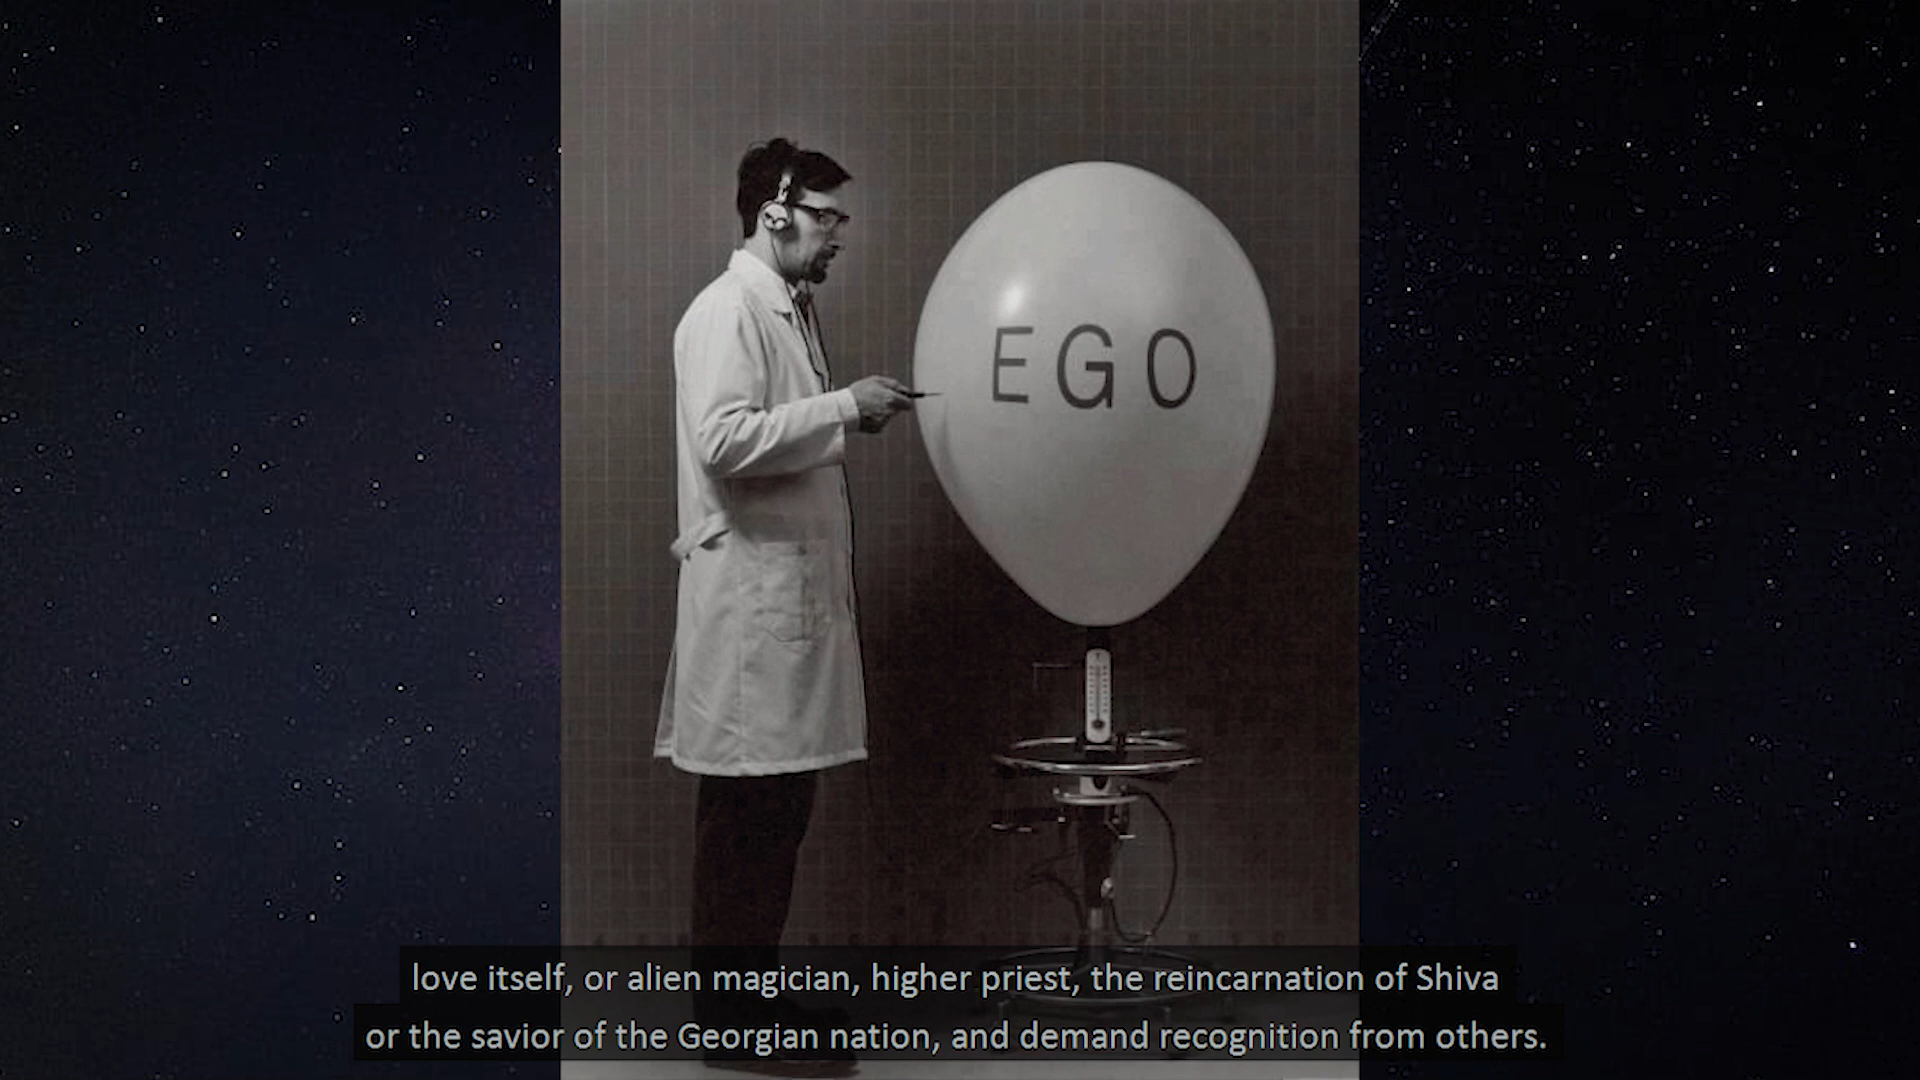 EGO
love itself, or alien magician, higher priest, the reincarnation of Shiva
or the savior of the Georgian nation, and demand recognition from others.